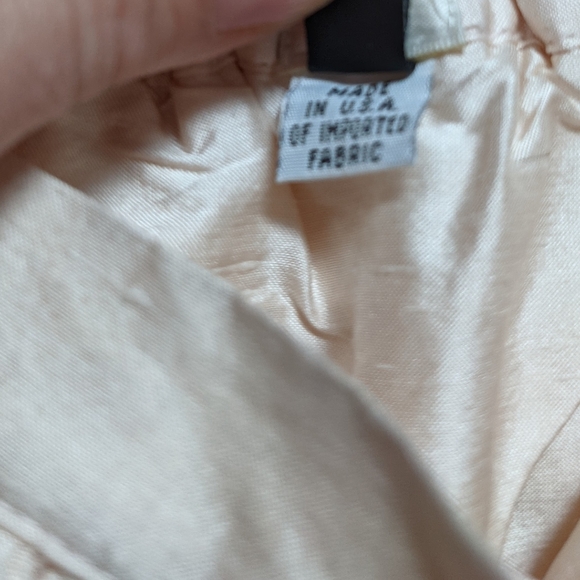 MADE
IN U.S.A.
OF IMPORTED
FABRIC